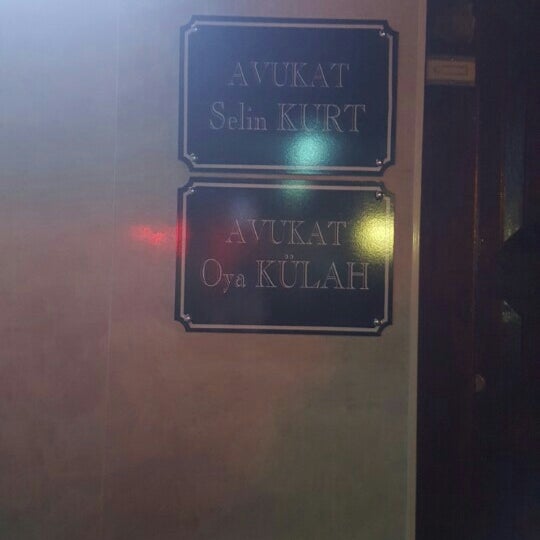 AVUKAT
Selin KURT
AVUKAT
Oya KÜLAH